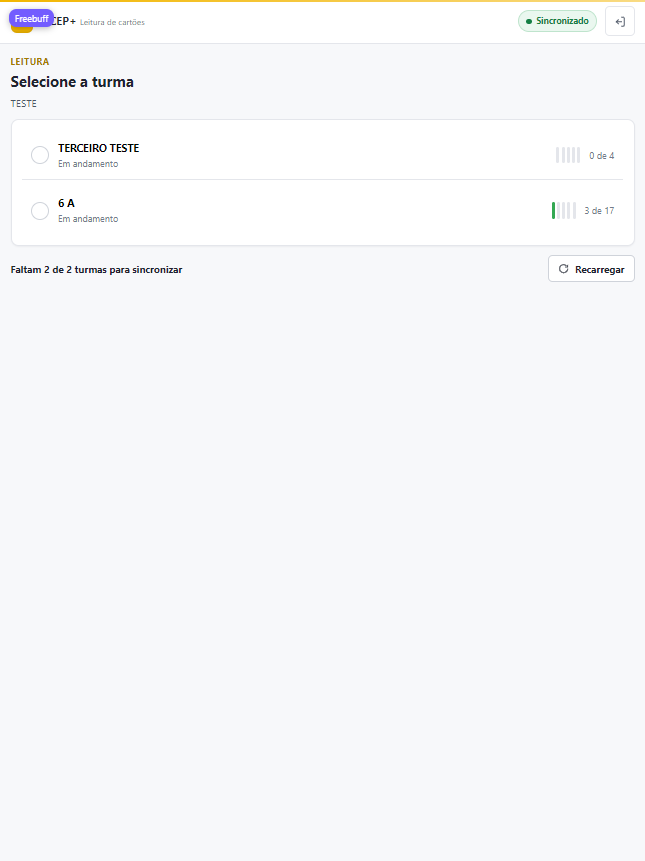 Freebuff
CEP+ Leitura de cartões
Sincronizado
LEITURA
Selecione a turma
TESTE
TERCEIRO TESTE
Em andamento
0 de 4
6 A
Em andamento
3 de 17
Faltam 2 de 2 turmas para sincronizar
Recarregar